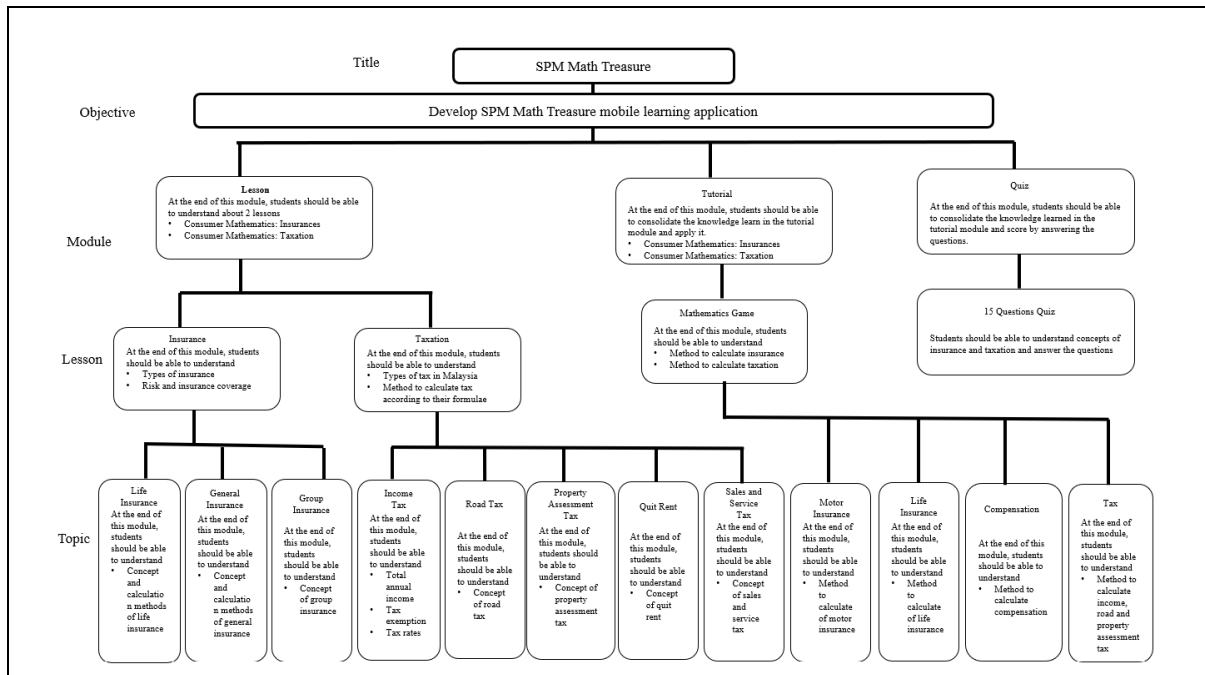 Title
SPM Math Treasure
Objective
Develop SPM Math Treasure mobile learning application
Module
Lesson
At the end of this module, students should be able
to understand about 2 lessons
• Consumer Mathematics: Insurances
• Consumer Mathematics: Taxation
Tutorial
At the end of this module, students should be able
to consolidate the knowledge learn in the tutorial
module and apply it.
• Consumer Mathematics: Insurances
• Consumer Mathematics: Taxation
Quiz
At the end of this module, students should be able
to consolidate the knowledge learned in the
tutorial module and score by answering the
questions.
Lesson
Insurance
At the end of this module, students
should be able to understand
• Types of insurance
• Risk and insurance coverage
Taxation
At the end of this module, students
should be able to understand
• Types of tax in Malaysia
• Method to calculate tax
according to their formulae
Mathematics Game
At the end of this module, students
should be able to understand
• Method to calculate insurance
• Method to calculate taxation
15 Questions Quiz
Students should be able to understand concepts of
insurance and taxation and answer the questions
Topic
Life
Insurance
At the end of
this module,
students
should be able
to understand
• Concept
and
calculatio
n methods
of life
insurance
General
Insurance
At the end of
this module,
students
should be able
to understand
• Concept
and
calculatio
n methods
of general
insurance
Group
Insurance
At the end of
this module,
students
should be able
to understand
• Concept
of group
insurance
Income
Tax
At the end of
this module,
students
should be able
to understand
• Total
annual
income
• Tax
exemption
• Tax rates
Road Tax
At the end of
this module,
students
should be able
to understand
• Concept
of road
tax
Property
Assessment
Tax
At the end of this
module, students
should be able to
understand
• Concept of
property
assessment
tax
Quit Rent
At the end of
this module,
students
should be able
to understand
• Concept
of quit
rent
Sales and
Service
Tax
At the end of
this module,
students
should be able
to understand
• Concept
of sales
and
service
tax
Motor
Insurance
At the end of
this module,
students
should be able
to understand
• Method
to
calculate
of motor
insurance
Life
Insurance
At the end of
this module,
students
should be able
to understand
• Method
to
calculate
of life
insurance
Compensation
At the end of this
module, students
should be able to
understand
• Method to
calculate
compensation
Tax
At the end of
this module,
students
should be able
to understand
• Method to
calculate
income,
road and
property
assessment
tax